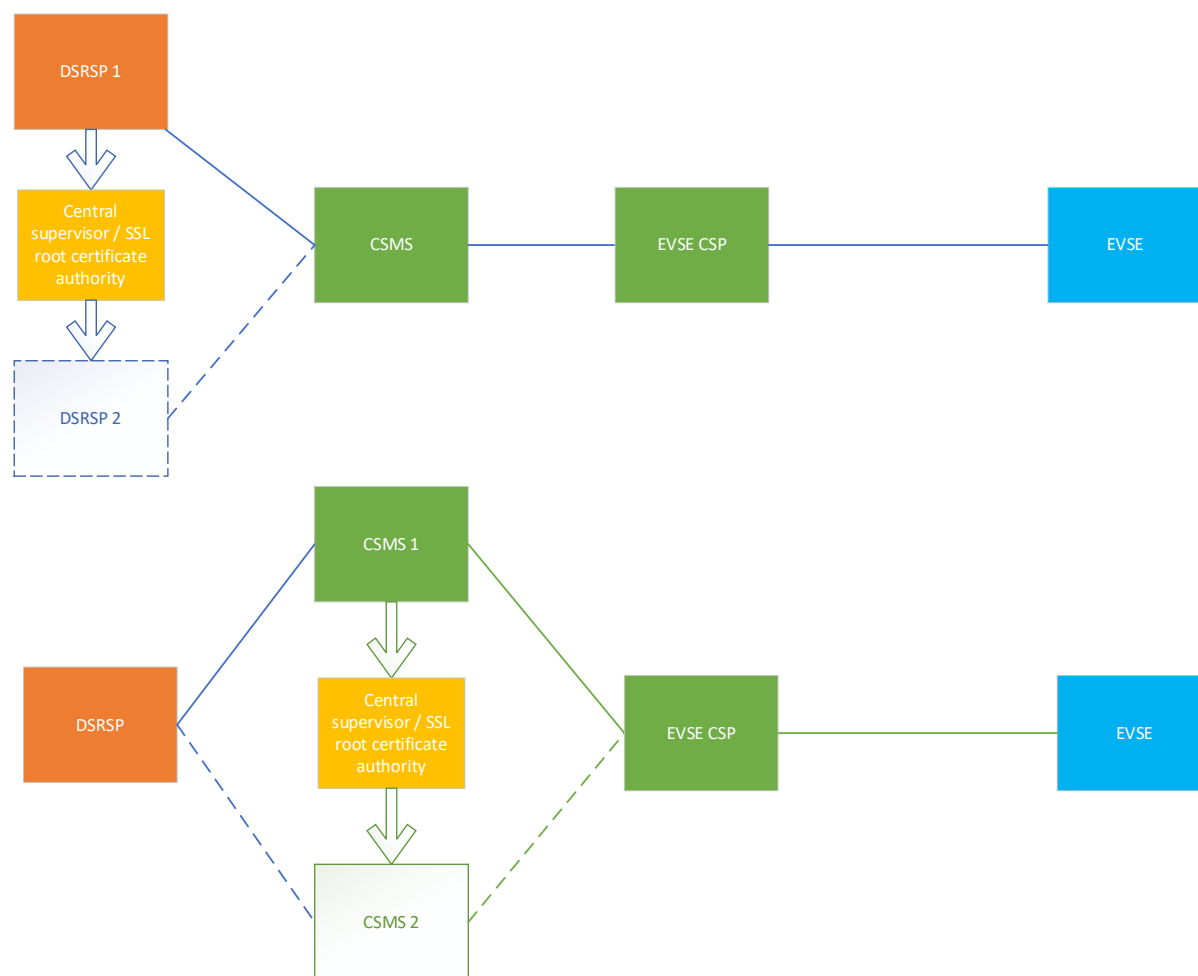 DSRSP 1
Central
supervisor / SSL
root certificate
authority
CSMS
EVSE CSP
EVSE
DSRSP 2
CSMS 1
DSRSP
Central
supervisor / SSL
root certificate
authority
EVSE CSP
EVSE
CSMS 2